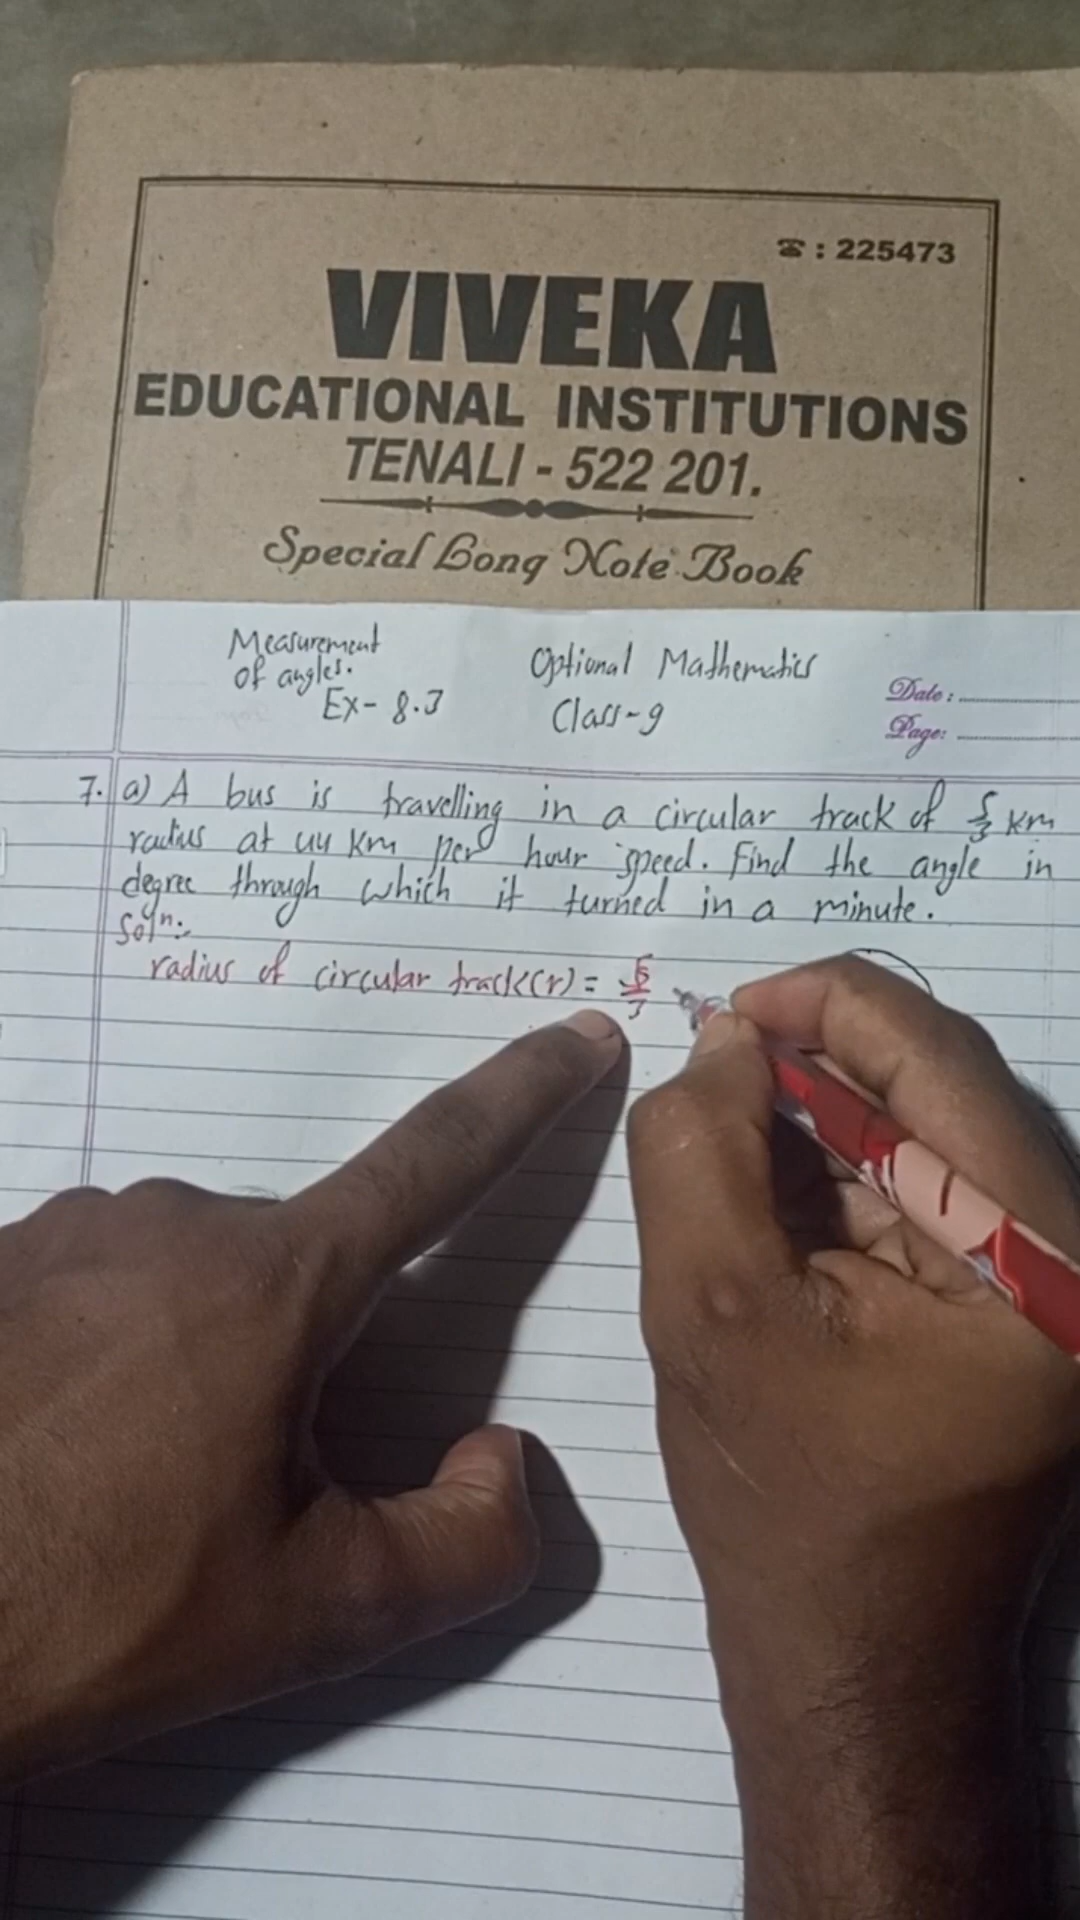 ☎ : 225473
VIVEKA
EDUCATIONAL INSTITUTIONS
TENALI - 522 201.
Special Long Note Book
Measurement
of angles.
Ex- 8.3
Optional Mathematics
Class-9
Date :
Page:
7. a) A bus is travelling in a circular track of 5/3 Km
radius at 44 Km per hour speed. Find the angle in
degree through which it turned in a minute.
Solⁿ:
radius of circular track(r) = 5/3